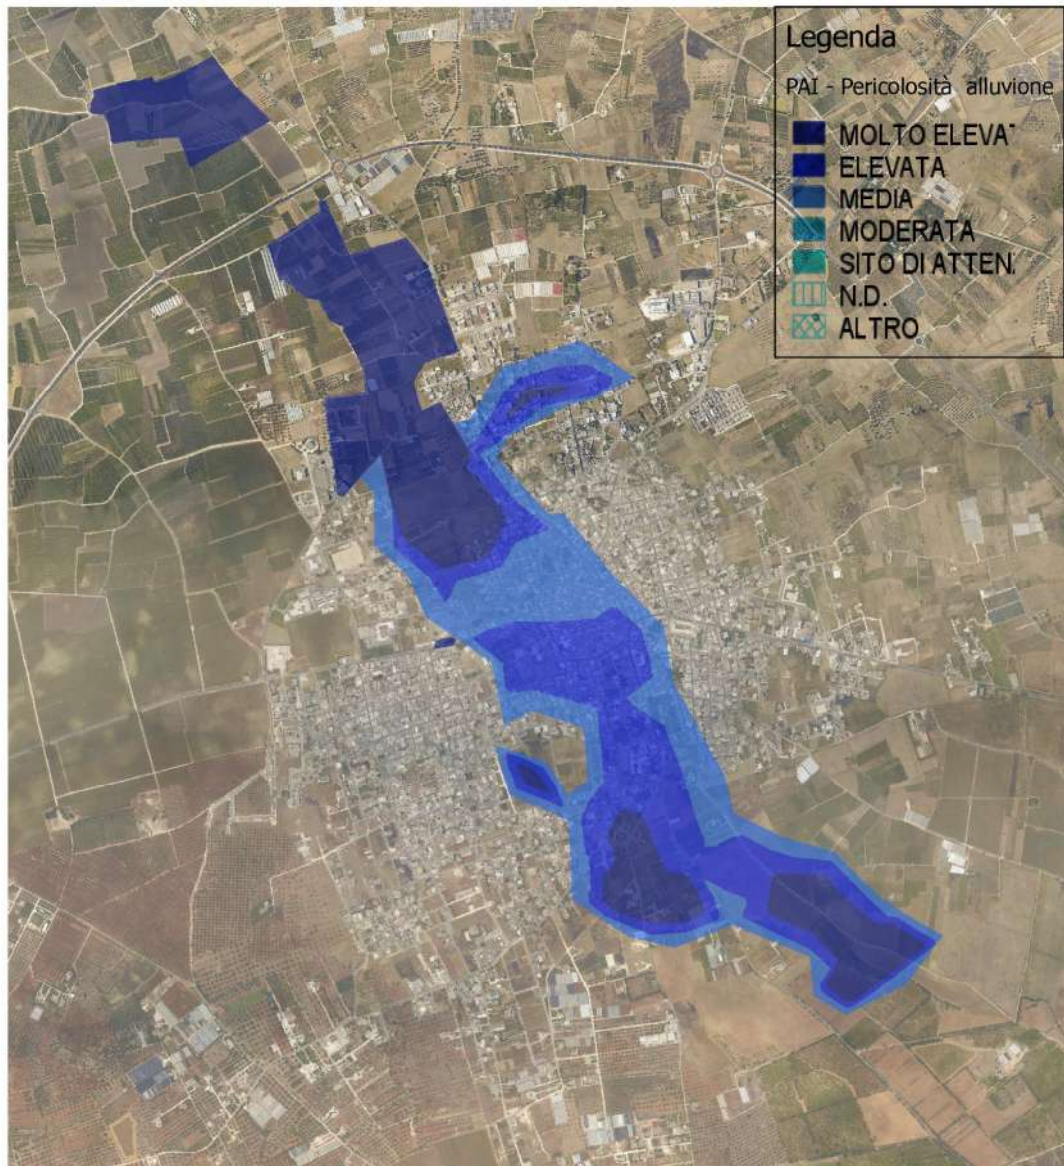 Legenda
PAI - Pericolosità alluvione
MOLTO ELEVAT
ELEVATA
MEDIA
MODERATA
SITO DI ATTEN.
N.D.
ALTRO